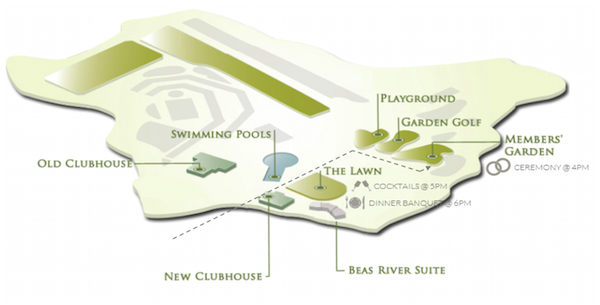 PLAYGROUND
GARDEN GOLF
SWIMMING POOLS
MEMBERS'
GARDEN
OLD CLUBHOUSE
CEREMONY @ 4PM
THE LAWN
COCKTAILS @ 5PM
DINNER BANQUET @ 6PM
NEW CLUBHOUSE
BEAS RIVER SUITE